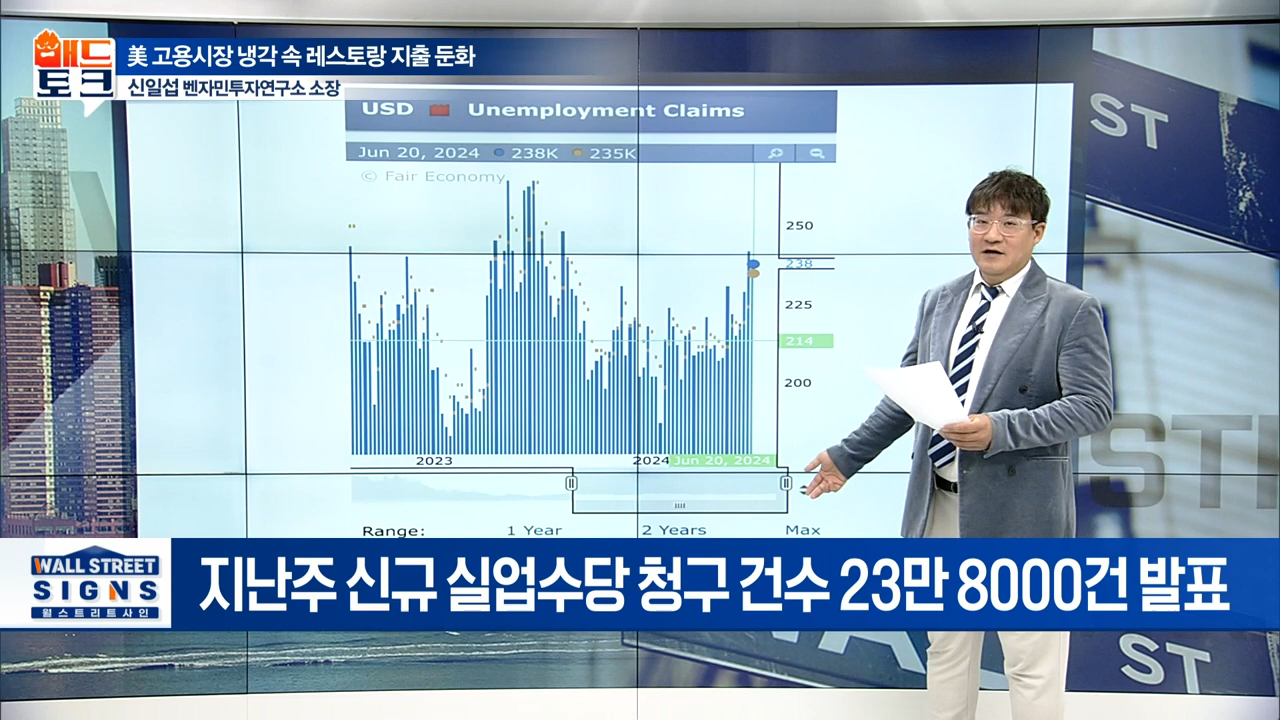 매드
토크
美 고용시장 냉각 속 레스토랑 지출 둔화
신일섭 벤자민투자연구소 소장
USD Unemployment Claims
Jun 20, 2024 238K 235K
© Fair Economy
250
238
225
214
200
2023 2024 Jun 20, 2024
Range: 1 Year 2 Years Max
ST
STR
WALL STREET
SIGNS
월스트리트사인
지난주 신규 실업수당 청구 건수 23만 8000건 발표
ST